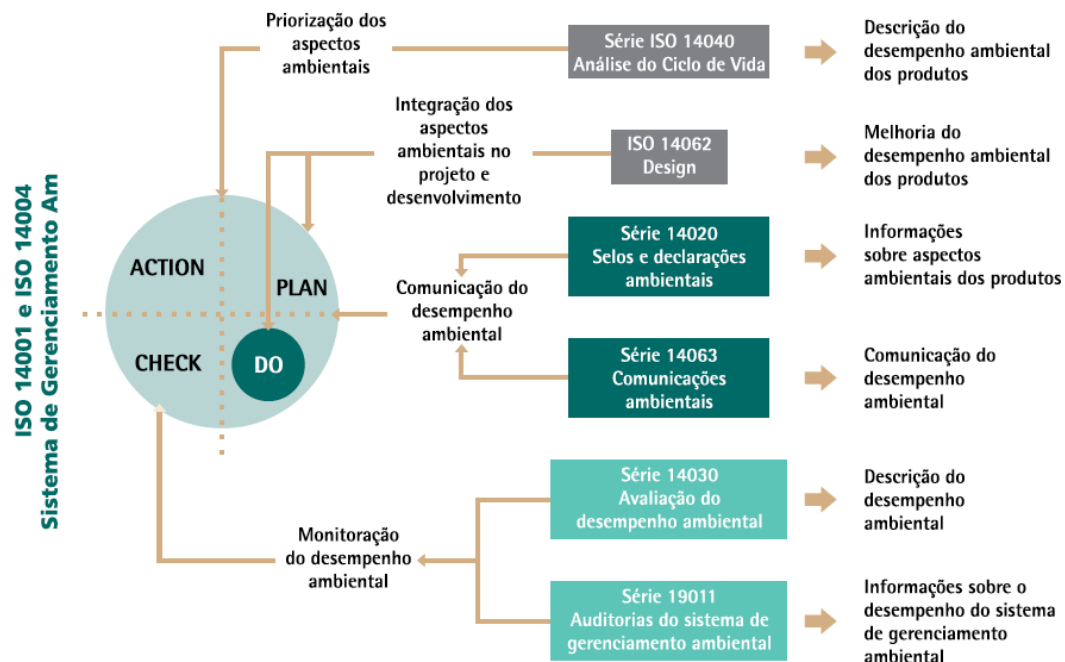 ISO 14001 e ISO 14004
Sistema de Gerenciamento Am
Priorização dos
aspectos
ambientais
Série ISO 14040
Análise do Ciclo de Vida
Descrição do
desempenho ambiental
dos produtos
Integração dos
aspectos
ambientais no
projeto e
desenvolvimento
ISO 14062
Design
Melhoria do
desempenho ambiental
dos produtos
ACTION
PLAN
CHECK
DO
Comunicação do
desempenho
ambiental
Série 14020
Selos e declarações
ambientais
Informações
sobre aspectos
ambientais dos produtos
Série 14063
Comunicações
ambientais
Comunicação do
desempenho
ambiental
Monitoração
do desempenho
ambiental
Série 14030
Avaliação do
desempenho ambiental
Descrição do
desempenho
ambiental
Série 19011
Auditorias do sistema de
gerenciamento ambiental
Informações sobre o
desempenho do sistema
de gerenciamento
ambiental